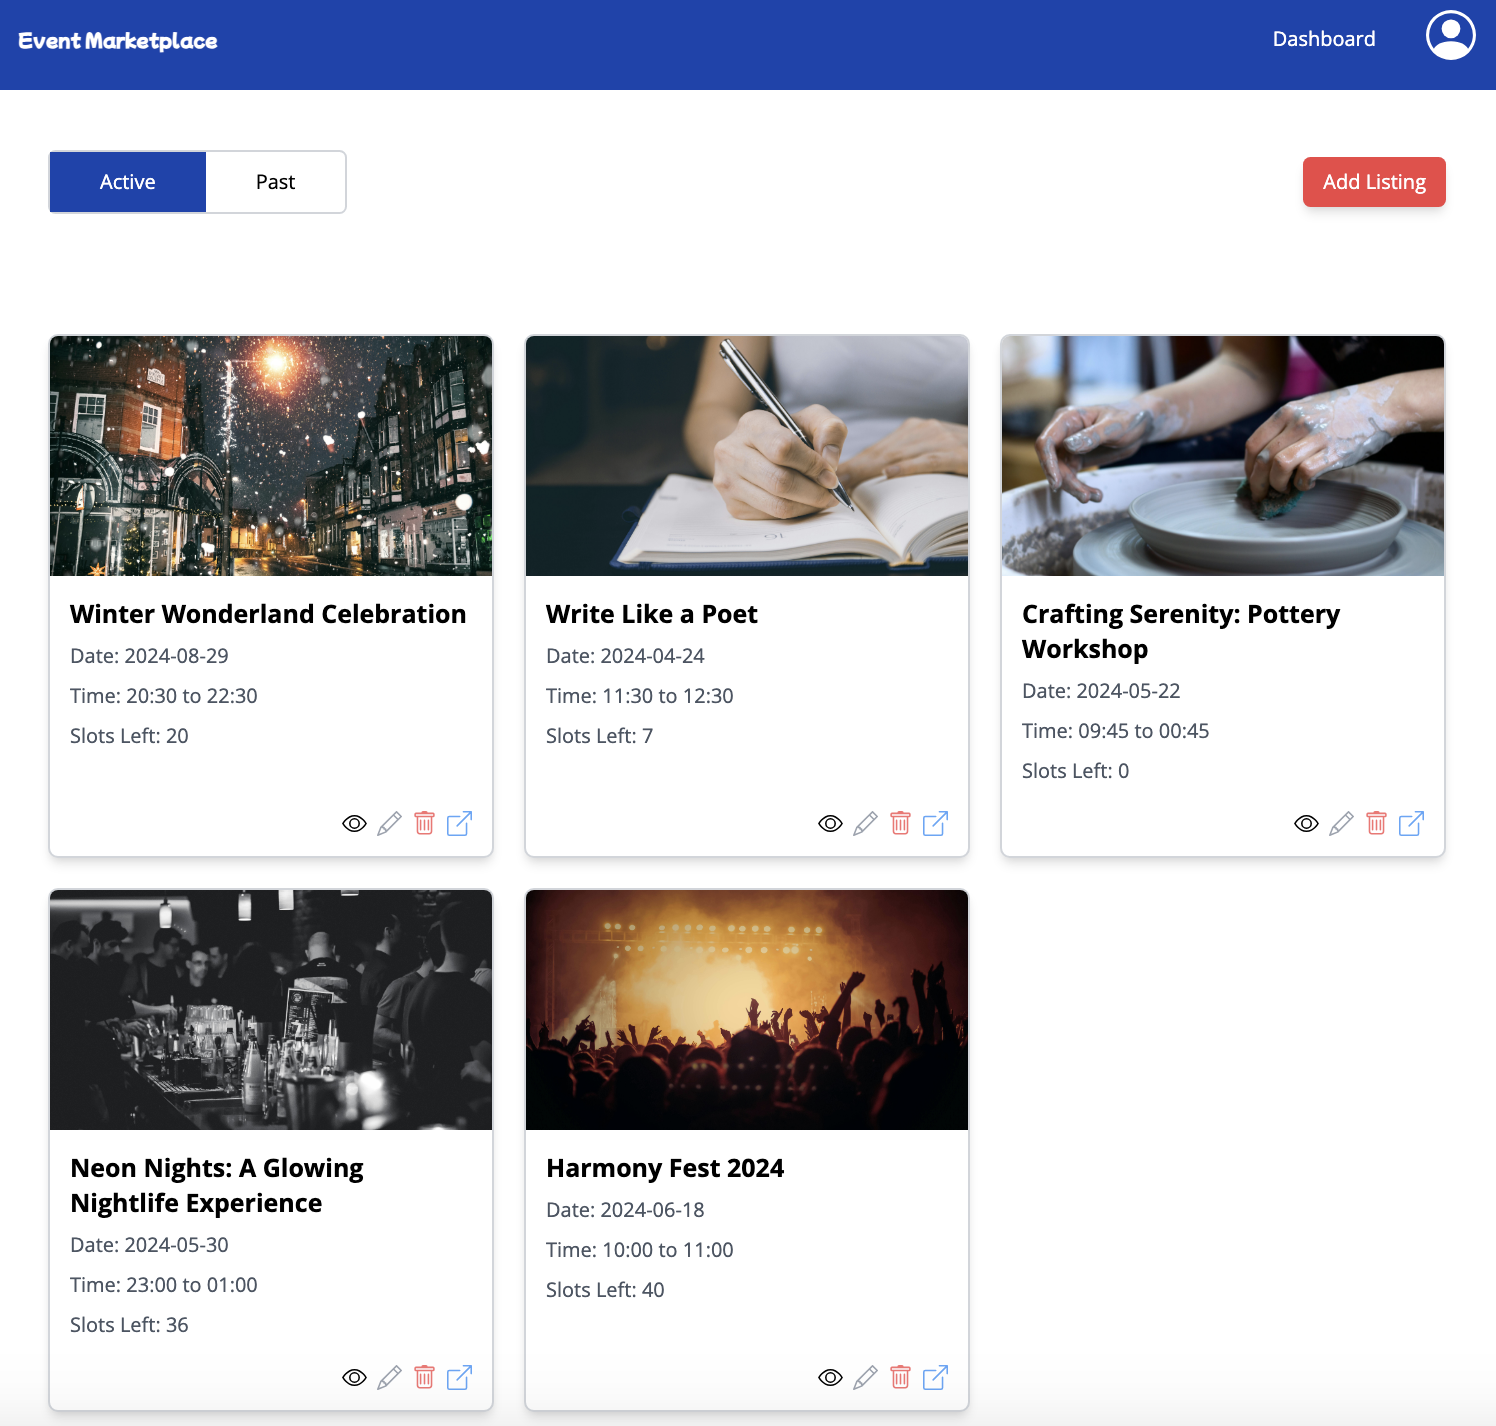 Event Marketplace
Dashboard
Active
Past
Add Listing
Winter Wonderland Celebration
Date: 2024-08-29
Time: 20:30 to 22:30
Slots Left: 20
Write Like a Poet
Date: 2024-04-24
Time: 11:30 to 12:30
Slots Left: 7
Crafting Serenity: Pottery
Workshop
Date: 2024-05-22
Time: 09:45 to 00:45
Slots Left: 0
Neon Nights: A Glowing
Nightlife Experience
Date: 2024-05-30
Time: 23:00 to 01:00
Slots Left: 36
Harmony Fest 2024
Date: 2024-06-18
Time: 10:00 to 11:00
Slots Left: 40